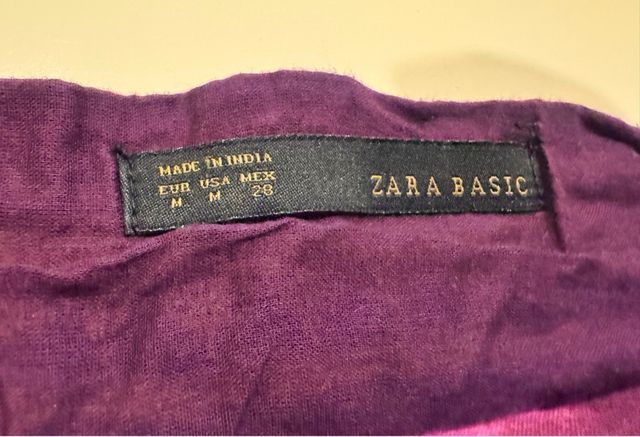 MADE IN INDIA
EUR USA MEX
M M 28
ZARA BASIC